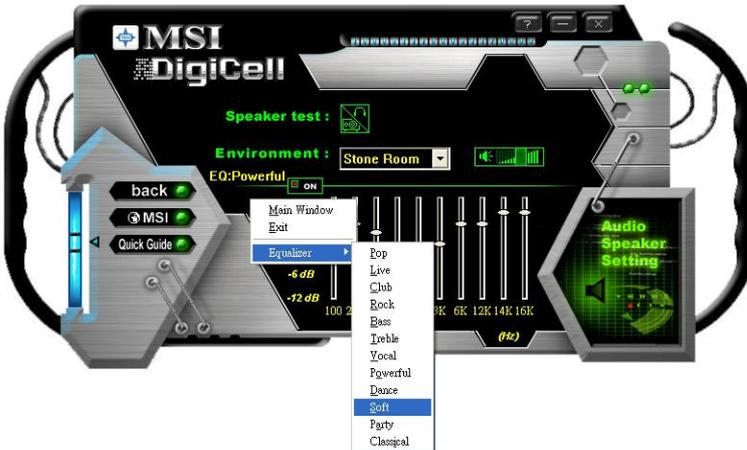 ?
MSI
DigiCell
Speaker test :
Environment :
Stone Room
EQ:Powerful
ON
back
MSI
Quick Guide
Main Window
Exit
Equalizer
Pop
Live
Club
Rock
Bass
Treble
Vocal
Powerful
Dance
Soft
Party
Classical
-6 dB
-12 dB
100
3K 6K 12K 14K 16K
(Hz)
Audio
Speaker
Setting